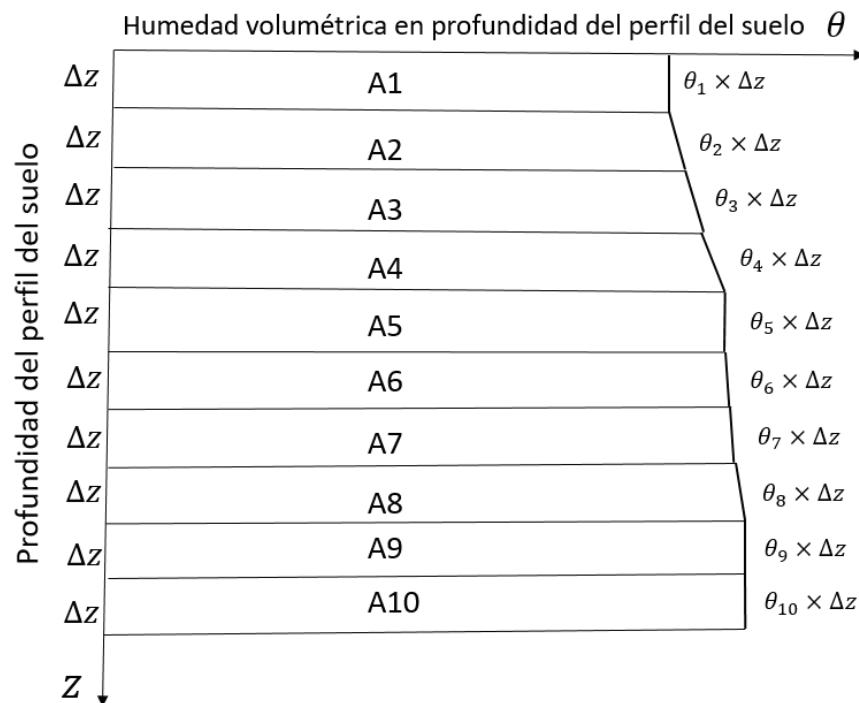 Humedad volumétrica en profundidad del perfil del suelo θ
Profundidad del perfil del suelo
Δz A1 θ₁ × Δz
Δz A2 θ₂ × Δz
Δz A3 θ₃ × Δz
Δz A4 θ₄ × Δz
Δz A5 θ₅ × Δz
Δz A6 θ₆ × Δz
Δz A7 θ₇ × Δz
Δz A8 θ₈ × Δz
Δz A9 θ₉ × Δz
Δz A10 θ₁₀ × Δz
Z